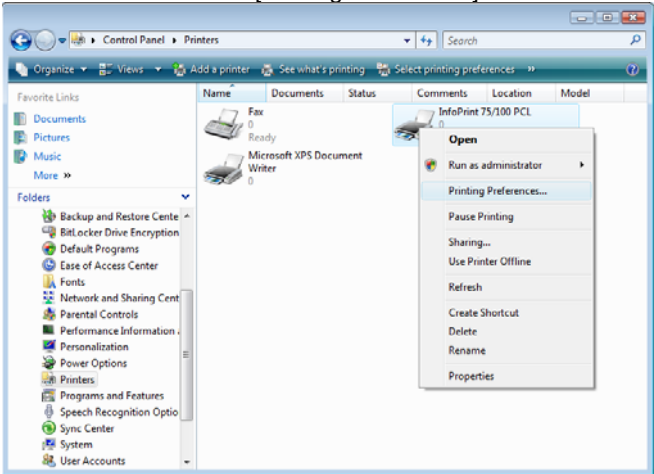 Control Panel ▸ Printers
Search
Organize Views Add a printer See what's printing Select printing preferences »
Favorite Links
Documents
Pictures
Music
More »
Folders
Backup and Restore Cente
BitLocker Drive Encryption
Default Programs
Ease of Access Center
Fonts
Network and Sharing Cent
Parental Controls
Performance Information
Personalization
Power Options
Printers
Programs and Features
Speech Recognition Optio
Sync Center
System
User Accounts
Name Documents Status Comments Location Model
Fax
0
Ready
Microsoft XPS Document
Writer
0
InfoPrint 75/100 PCL
0
Open
Run as administrator
Printing Preferences...
Pause Printing
Sharing...
Use Printer Offline
Refresh
Create Shortcut
Delete
Rename
Properties